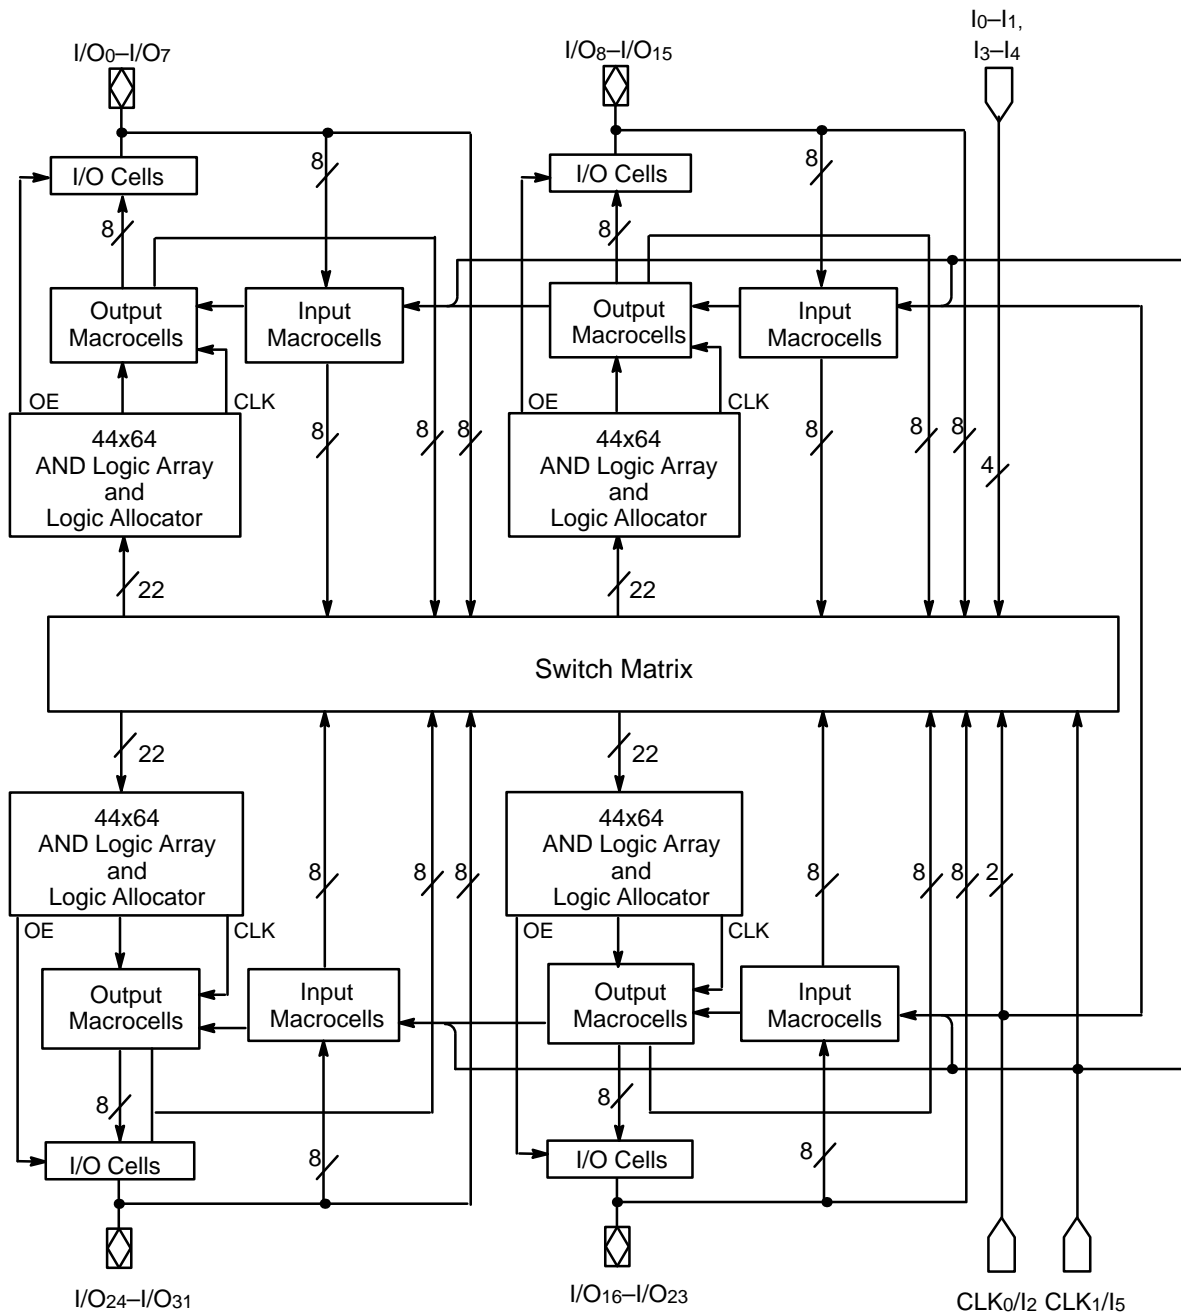 I/O0–I/O7
I/O8–I/O15
I0–I1,
I3–I4
I/O Cells
8
8
I/O Cells
8
8
Output
Macrocells
Input
Macrocells
Output
Macrocells
Input
Macrocells
OE
CLK
OE
CLK
44x64
AND Logic Array
and
Logic Allocator
8
8
8
44x64
AND Logic Array
and
Logic Allocator
8
8
8
4
22
22
Switch Matrix
22
22
44x64
AND Logic Array
and
Logic Allocator
8
8
8
44x64
AND Logic Array
and
Logic Allocator
8
8
8
2
OE
CLK
OE
CLK
Output
Macrocells
Input
Macrocells
Output
Macrocells
Input
Macrocells
8
8
I/O Cells
8
8
I/O Cells
I/O24–I/O31
I/O16–I/O23
CLK0/I2
CLK1/I5